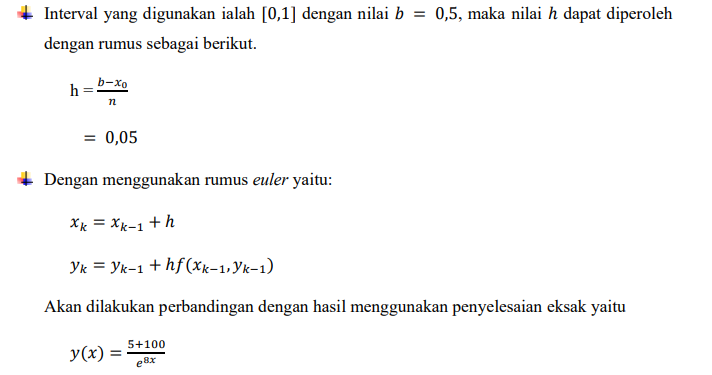 Interval yang digunakan ialah [0,1] dengan nilai b = 0,5, maka nilai h dapat diperoleh
dengan rumus sebagai berikut.
h = \frac{b-x_0}{n}
= 0,05
Dengan menggunakan rumus euler yaitu:
x_k = x_{k-1} + h
y_k = y_{k-1} + hf(x_{k-1}, y_{k-1})
Akan dilakukan perbandingan dengan hasil menggunakan penyelesaian eksak yaitu
y(x) = \frac{5+100}{e^{8x}}